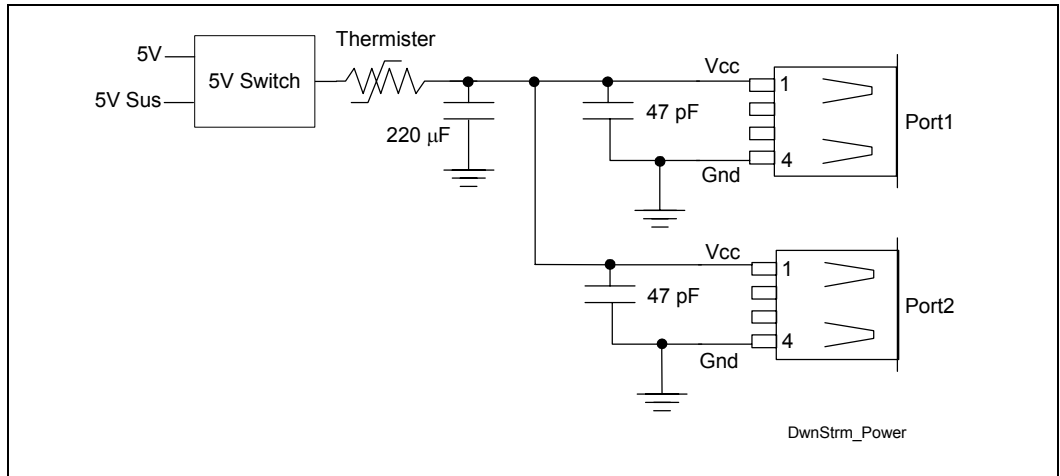 Thermister
5V
5V Sus
5V Switch
220 μF
47 pF
Vcc
1
4
Gnd
Port1
47 pF
Vcc
1
4
Gnd
Port2
DwnStrm_Power